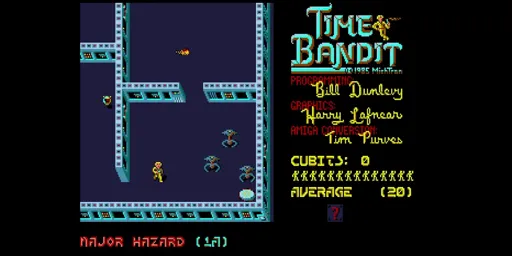 TIME
BANDIT
©1985 MichTron
PROGRAMMING
Bill Dunlevy
GRAPHICS
Harry Lafnear
AMIGA CONVERSION
Tim Purves
CUBITS: 0
AVERAGE (20)
?
MAJOR HAZARD (1A)